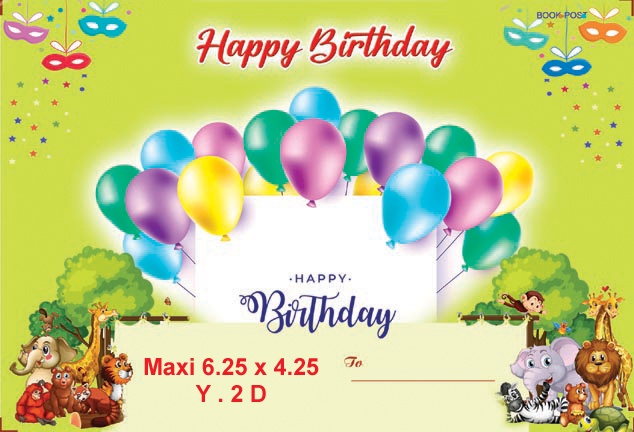 BOOK-POST
Happy Birthday
·HAPPY·
Birthday
Maxi 6.25 x 4.25
Y . 2 D
To